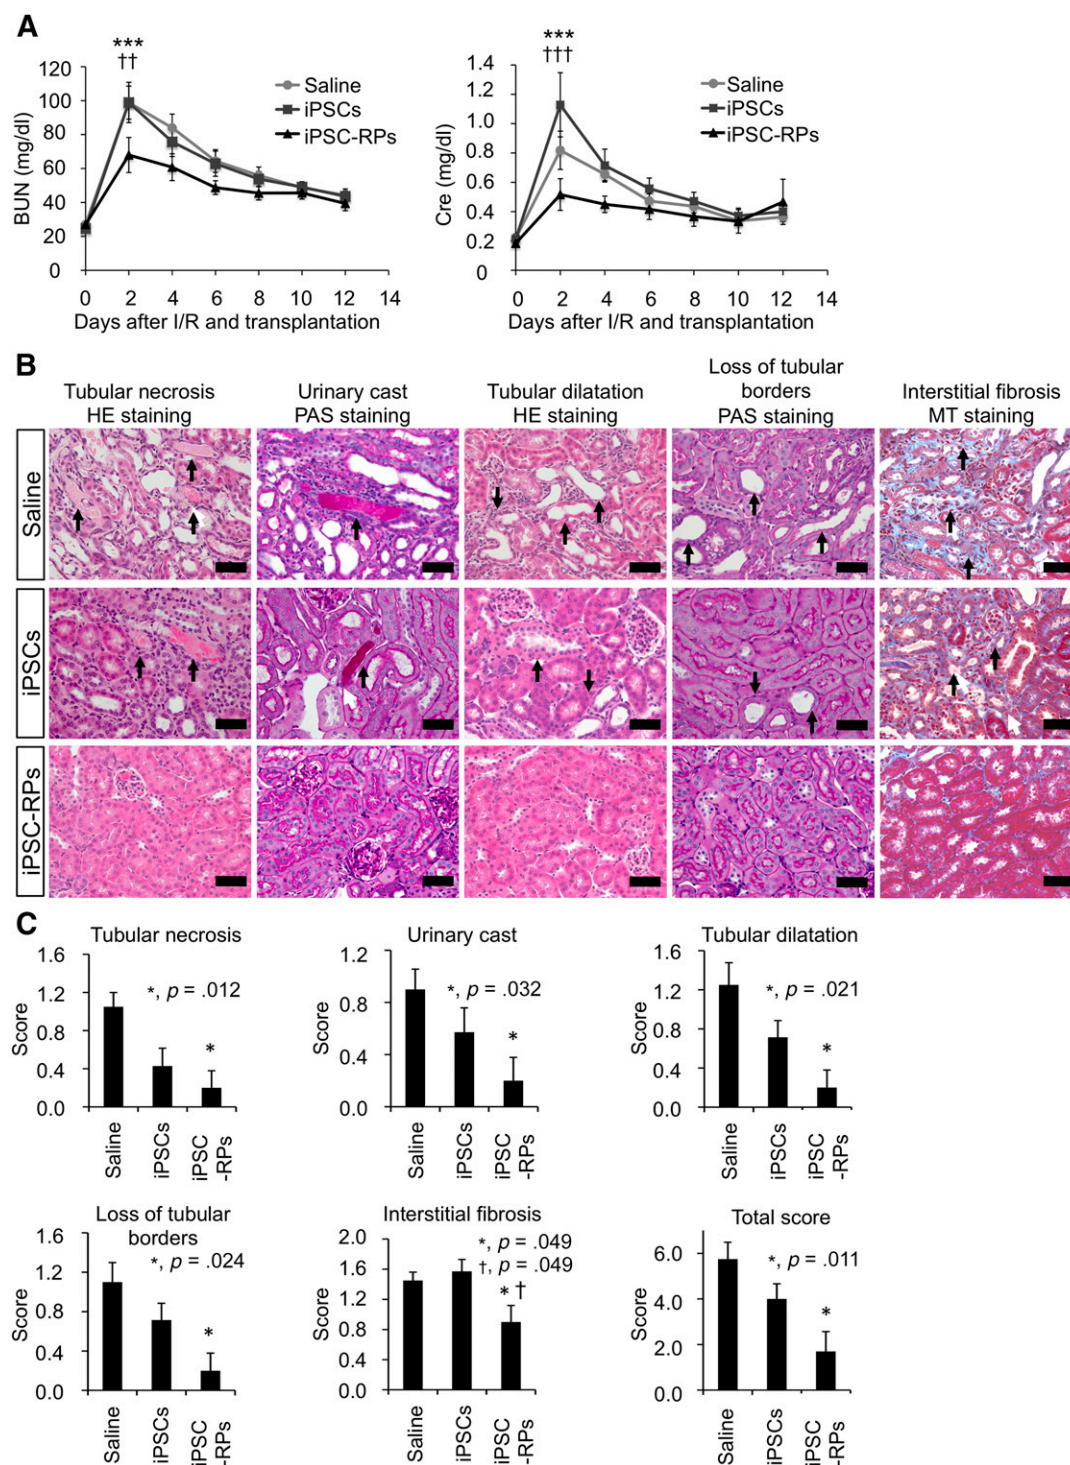 A
***
††
120
100
80
60
40
20
0
BUN (mg/dl)
Saline
iPSCs
iPSC-RPs
0 2 4 6 8 10 12 14
Days after I/R and transplantation
***
†††
1.4
1.2
1.0
0.8
0.6
0.4
0.2
0
Cre (mg/dl)
Saline
iPSCs
iPSC-RPs
0 2 4 6 8 10 12 14
Days after I/R and transplantation
B
Tubular necrosis
HE staining
Urinary cast
PAS staining
Tubular dilatation
HE staining
Loss of tubular
borders
PAS staining
Interstitial fibrosis
MT staining
Saline
iPSCs
iPSC-RPs
C
Tubular necrosis
1.6
1.2
0.8
0.4
0.0
Score
*, p = .012
*
Saline
iPSCs
iPSC
-RPs
Urinary cast
1.2
0.8
0.4
0.0
Score
*, p = .032
*
Saline
iPSCs
iPSC
-RPs
Tubular dilatation
1.6
1.2
0.8
0.4
0.0
Score
*, p = .021
*
Saline
iPSCs
iPSC
-RPs
Loss of tubular
borders
1.6
1.2
0.8
0.4
0.0
Score
*, p = .024
*
Saline
iPSCs
iPSC
-RPs
Interstitial fibrosis
2.0
1.6
1.2
0.8
0.4
0.0
Score
*, p = .049
†, p = .049
* †
Saline
iPSCs
iPSC
-RPs
Total score
6.0
4.0
2.0
0.0
Score
*, p = .011
*
Saline
iPSCs
iPSC
-RPs